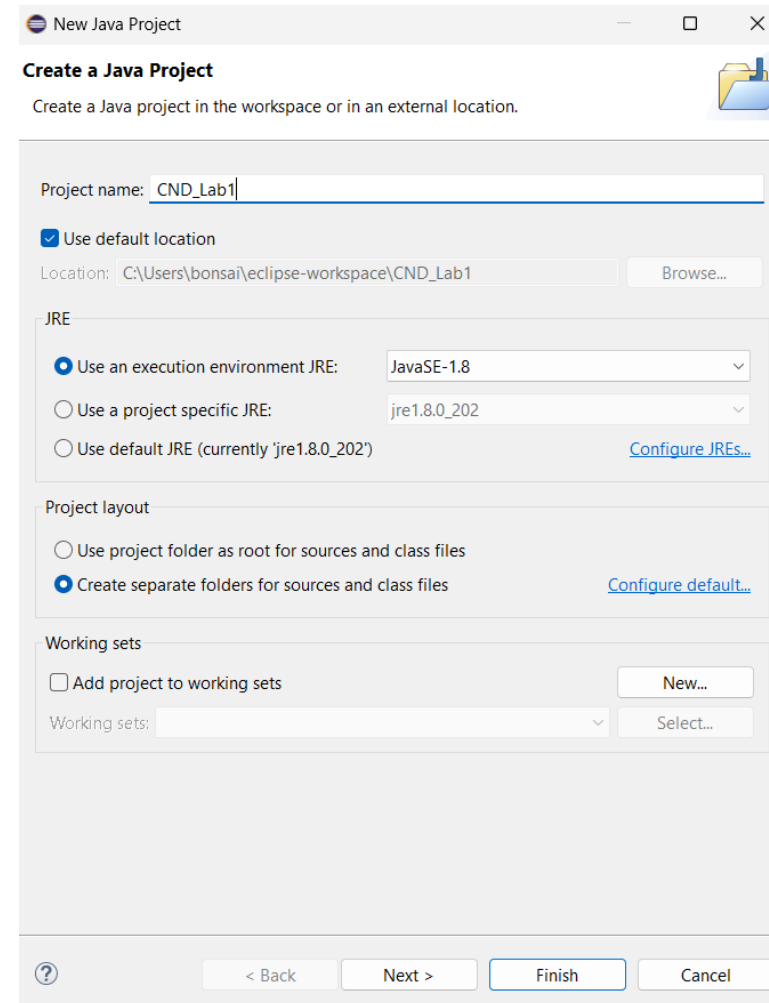 New Java Project
Create a Java Project
Create a Java project in the workspace or in an external location.
Project name: CND_Lab1
Use default location
Location: C:\Users\bonsai\eclipse-workspace\CND_Lab1 Browse...
JRE
Use an execution environment JRE: JavaSE-1.8
Use a project specific JRE: jre1.8.0_202
Use default JRE (currently 'jre1.8.0_202') Configure JREs...
Project layout
Use project folder as root for sources and class files
Create separate folders for sources and class files Configure default...
Working sets
Add project to working sets New...
Working sets: Select...
? < Back Next > Finish Cancel